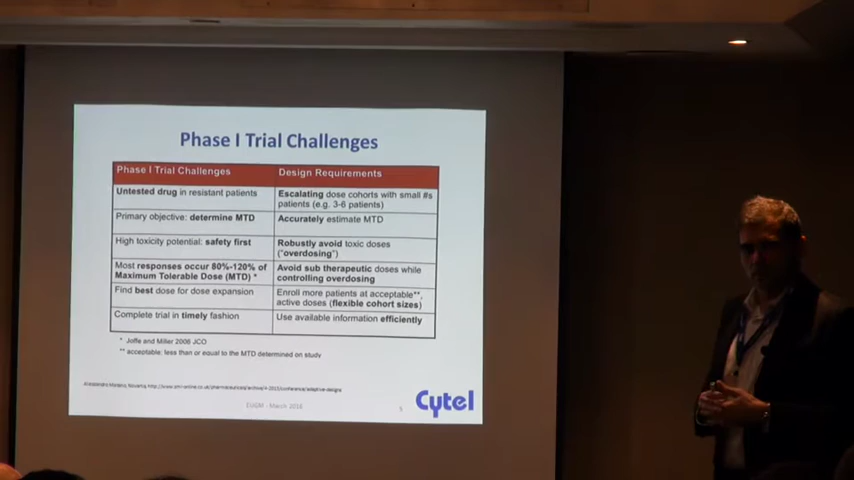 Phase I Trial Challenges
Phase I Trial Challenges
Design Requirements
Untested drug in resistant patients
Escalating dose cohorts with small #s
patients (e.g. 3-6 patients)
Primary objective: determine MTD
Accurately estimate MTD
High toxicity potential: safety first
Robustly avoid toxic doses
("overdosing")
Most responses occur 80%-120% of
Maximum Tolerable Dose (MTD) *
Avoid sub therapeutic doses while
controlling overdosing
Find best dose for dose expansion
Enroll more patients at acceptable**,
active doses (flexible cohort sizes)
Complete trial in timely fashion
Use available information efficiently
* Joffe and Miller 2006 JCO
** acceptable: less than or equal to the MTD determined on study
EUGM - March 2018
5
Cytel